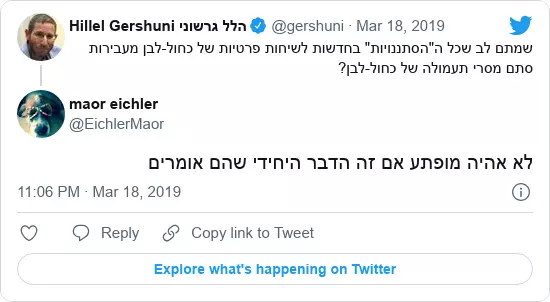 Hillel Gershuni הלל גרשוני @gershuni · Mar 18, 2019
שמתם לב שכל ה"הסתננויות" בחדשות לשיחות פרטיות של כחול-לבן מעבירות
סתם מסרי תעמולה של כחול-לבן?
maor eichler
@EichlerMaor
לא אהיה מופתע אם זה הדבר היחידי שהם אומרים
11:06 PM · Mar 18, 2019
Reply Copy link to Tweet
Explore what's happening on Twitter